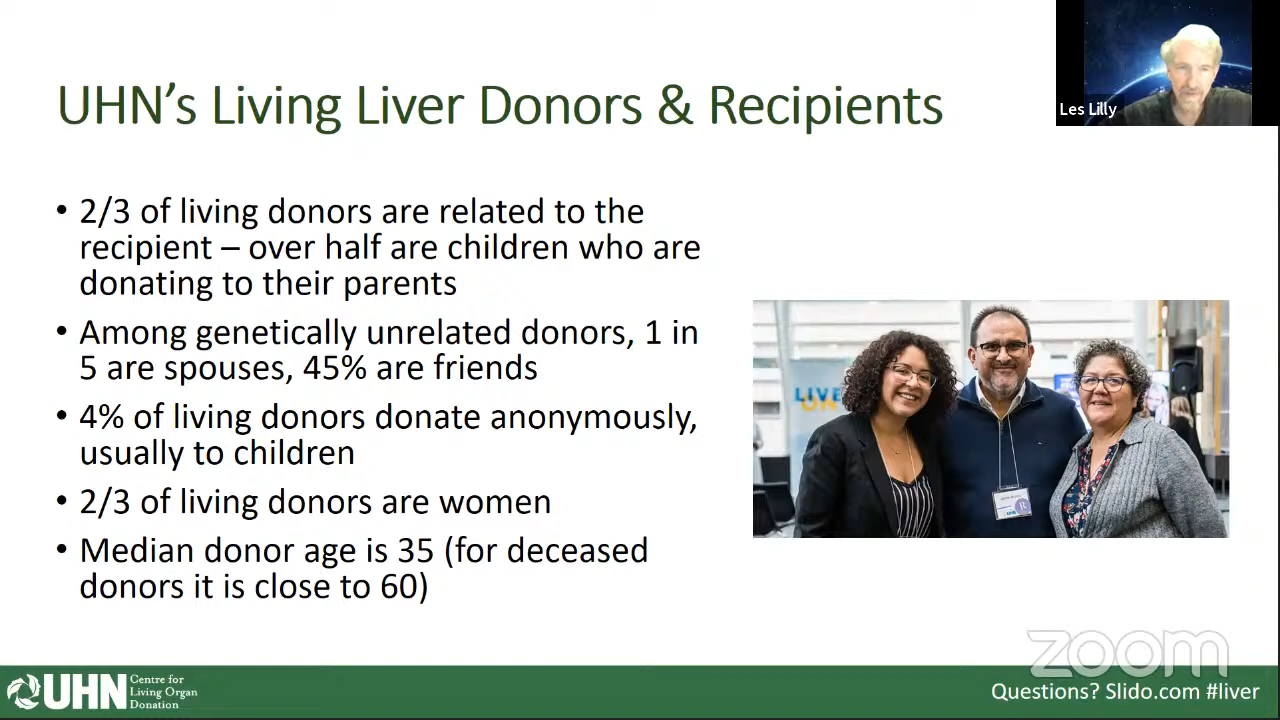 UHN's Living Liver Donors & Recipients
Les Lilly
• 2/3 of living donors are related to the
recipient – over half are children who are
donating to their parents
• Among genetically unrelated donors, 1 in
5 are spouses, 45% are friends
• 4% of living donors donate anonymously,
usually to children
• 2/3 of living donors are women
• Median donor age is 35 (for deceased
donors it is close to 60)
LIVE
ON
zoom
UHN Centre for
Living Organ
Donation
Questions? Slido.com #liver